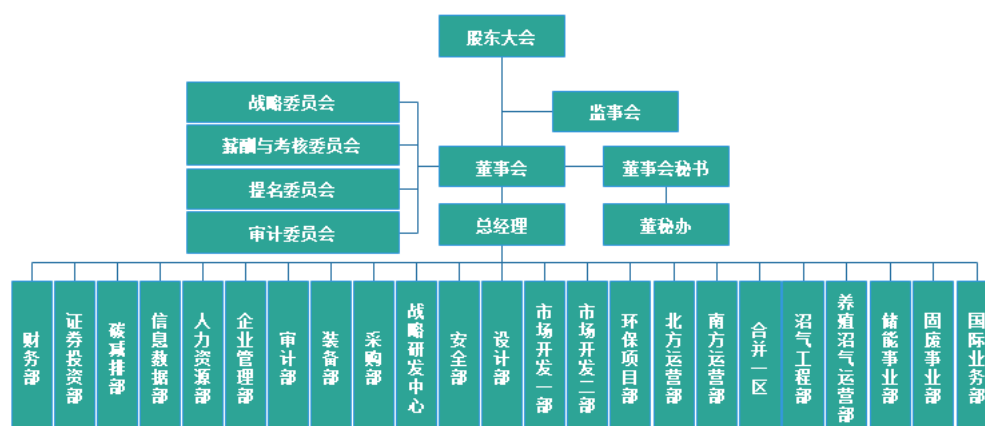 股东大会
战略委员会
监事会
薪酬与考核委员会
董事会
董事会秘书
提名委员会
审计委员会
总经理
董秘办
财务部
证券投资部
碳减排部
信息数据部
人力资源部
企业管理部
审计部
装备部
采购部
战略研发中心
安全部
设计部
市场开发一部
市场开发二部
环保项目部
北方运营部
南方运营部
合并一区
沼气工程部
养殖沼气运营部
储能事业部
固废事业部
国际业务部